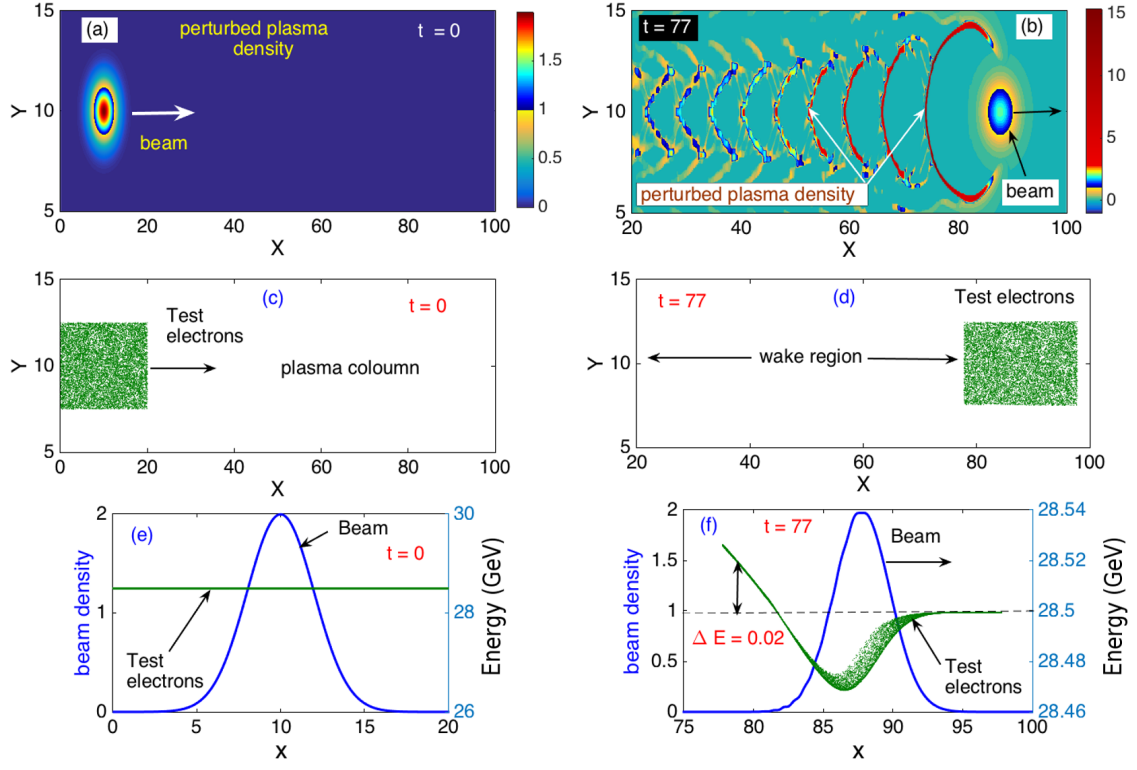 (a)
perturbed plasma
density
t = 0
beam
Y
15
10
5
0
20
40
60
80
100
X
1.5
1
0.5
0
t = 77
(b)
perturbed plasma density
beam
Y
15
10
5
20
40
60
80
100
X
15
10
5
0
(c)
t = 0
Test
electrons
plasma coloumn
Y
15
10
5
0
20
40
60
80
100
X
t = 77
(d)
Test electrons
wake region
Y
15
10
5
20
30
40
50
60
70
80
90
100
X
(e)
Beam
t = 0
Test
electrons
beam density
2
1.2
0
0
5
10
15
20
x
30
28
26
Energy (GeV)
(f)
t = 77
Beam
Δ E = 0.02
Test
electrons
beam density
2
1.5
1
0.5
0
75
80
85
90
95
100
x
28.54
28.52
28.5
28.48
28.46
Energy (GeV)